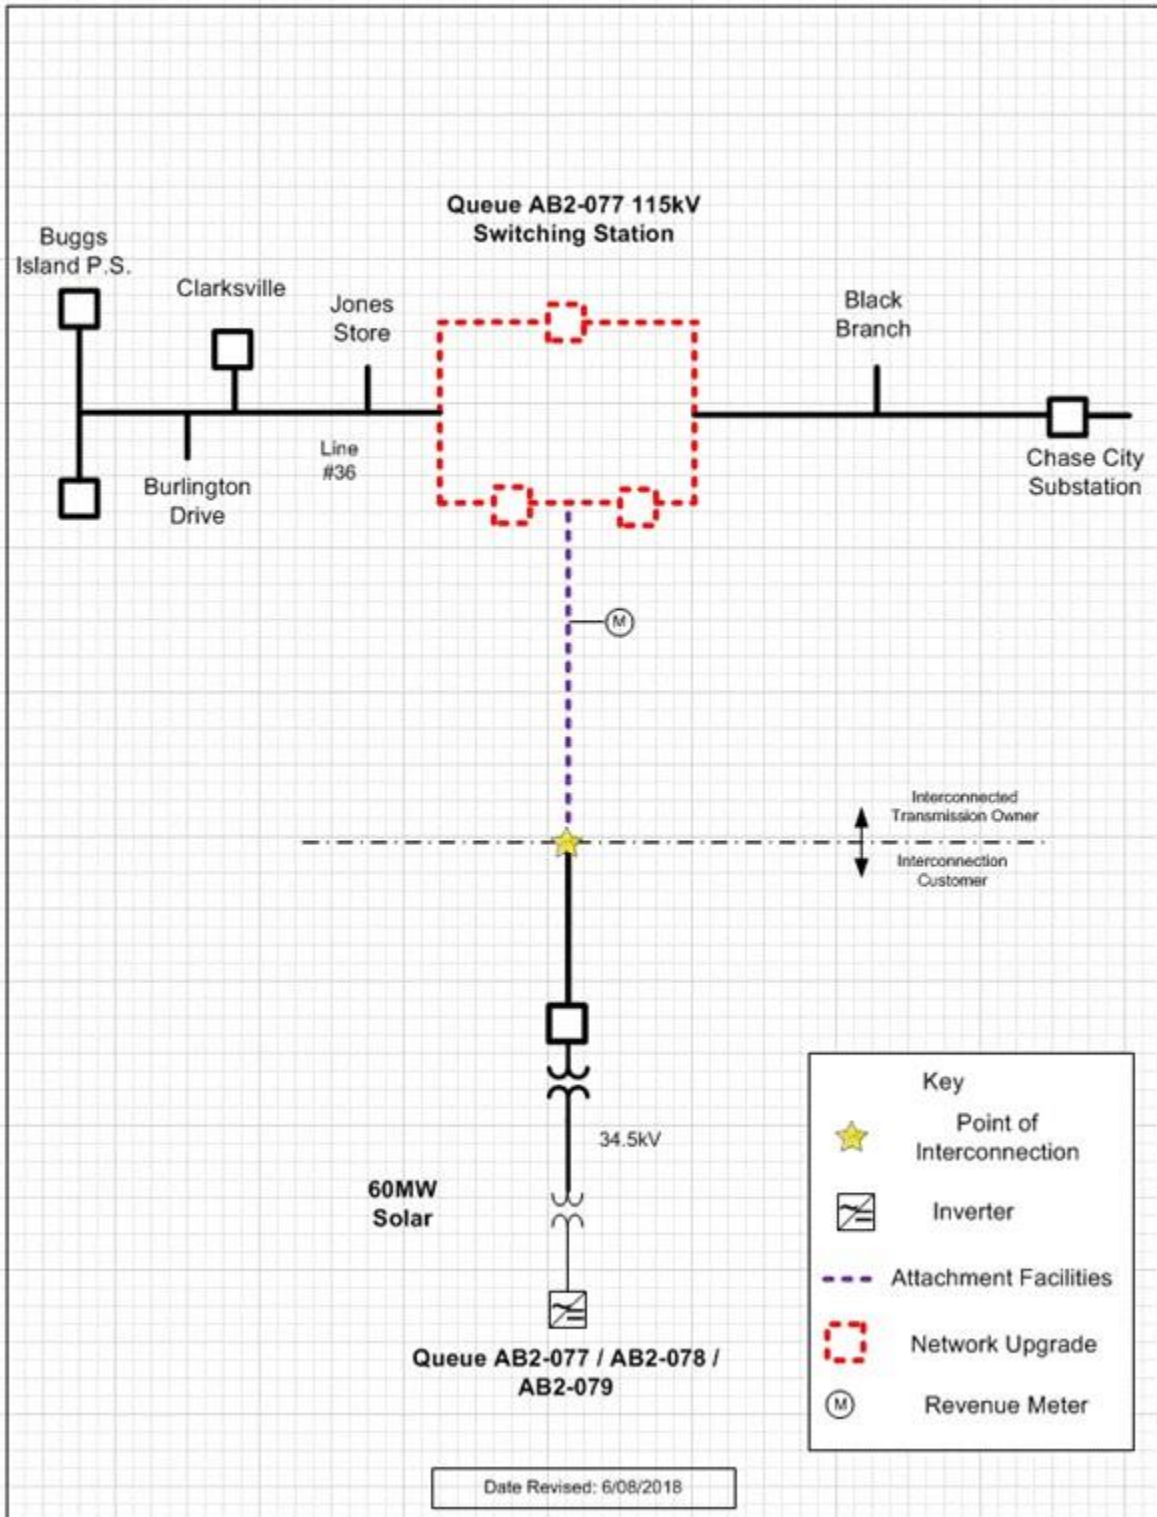 Queue AB2-077 115kV
Switching Station
Buggs
Island P.S.
Clarksville
Jones
Store
Black
Branch
Line
#36
Burlington
Drive
Chase City
Substation
M
Interconnected
Transmission Owner
Interconnection
Customer
34.5kV
60MW
Solar
Queue AB2-077 / AB2-078 /
AB2-079
Key
Point of
Interconnection
Inverter
Attachment Facilities
Network Upgrade
M
Revenue Meter
Date Revised: 6/08/2018